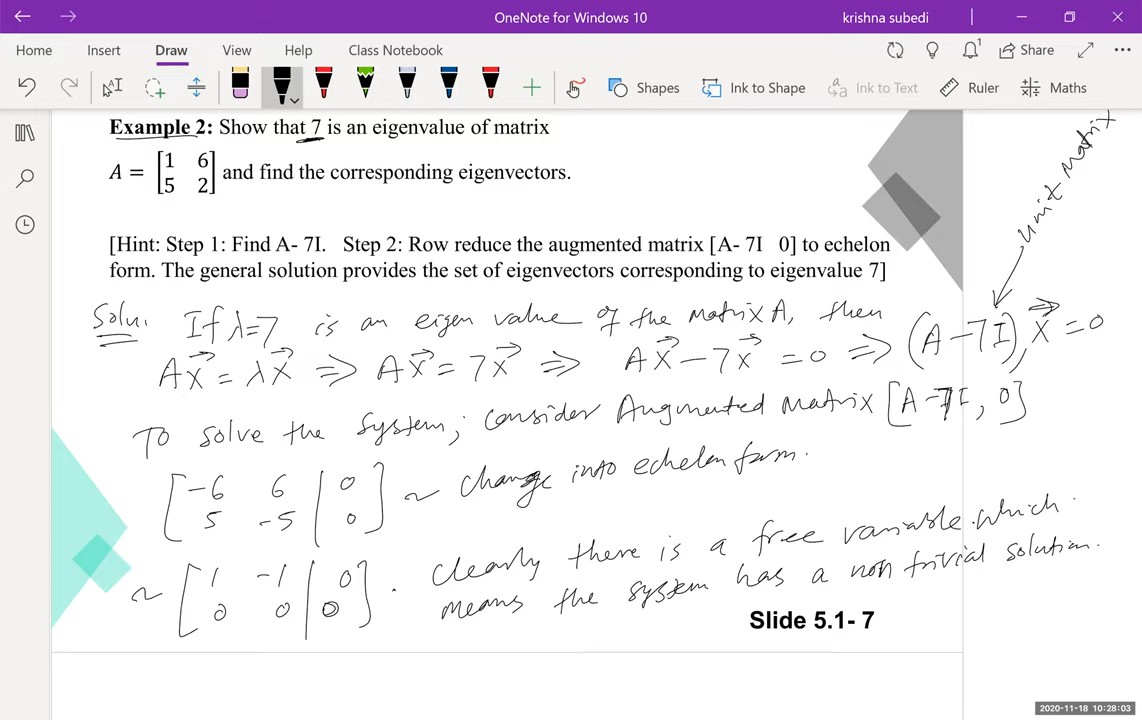 OneNote for Windows 10
krishna subedi
Home Insert Draw View Help Class Notebook
1 Share
Shapes Ink to Shape Ink to Text Ruler Maths
Example 2: Show that 7 is an eigenvalue of matrix
A = [1 6
5 2] and find the corresponding eigenvectors.
[Hint: Step 1: Find A- 7I. Step 2: Row reduce the augmented matrix [A- 7I 0] to echelon
form. The general solution provides the set of eigenvectors corresponding to eigenvalue 7]
unit matrix
Soln. If λ=7 is an eigen value of the matrix A, then
AX⃗ = λX⃗ ⇒ AX⃗ = 7X⃗ ⇒ AX⃗ − 7X⃗ = 0 ⇒ (A − 7I) X⃗ = 0
To solve the system, consider Augmented matrix [A − 7I, 0]
[-6 6 | 0
5 -5 | 0] ~ change into echelon form.
~ [1 -1 | 0
0 0 | 0] . clearly there is a free variable which
means the system has a non trivial solution.
Slide 5.1- 7
2020-11-18 10:28:03